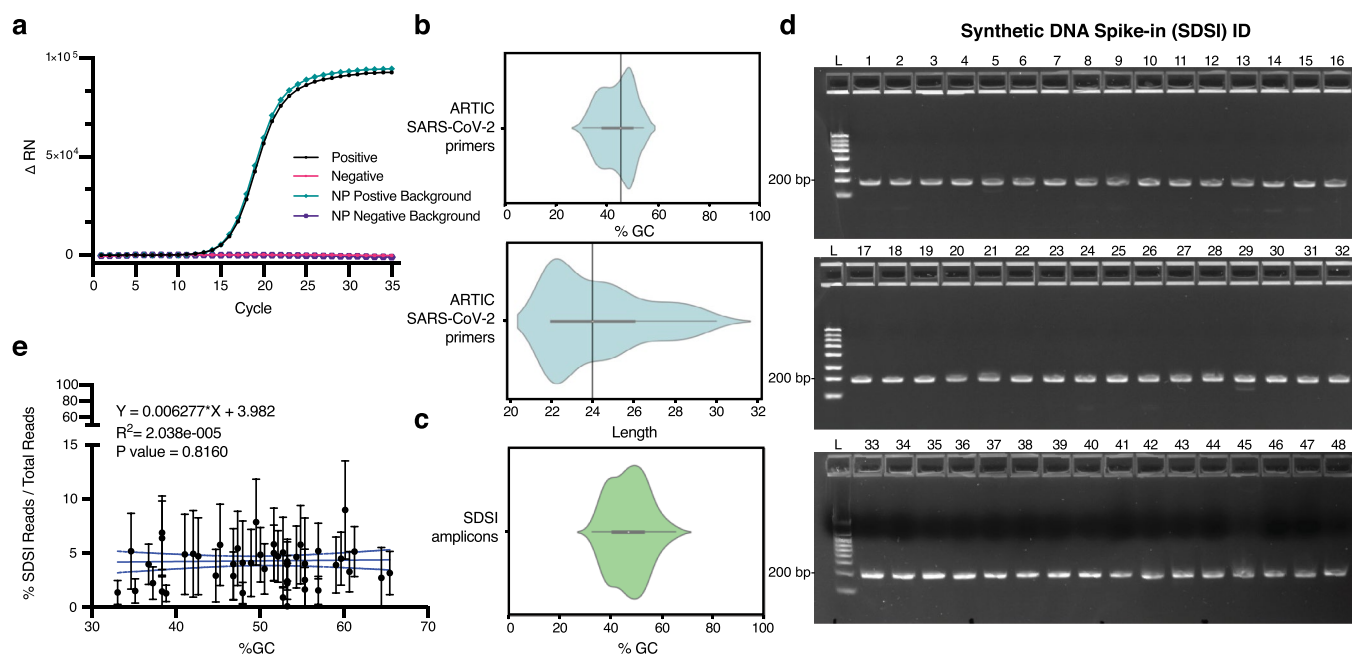 a
1×10⁵
5×10⁴
0
Δ RN
0 5 10 15 20 25 30 35
Cycle
Positive
Negative
NP Postive Background
NP Negative Background
b
ARTIC
SARS-CoV-2
primers
0 20 40 60 80 100
% GC
ARTIC
SARS-CoV-2
primers
20 22 24 26 28 30 32
Length
c
SDSI
amplicons
0 20 40 60 80 100
% GC
d
Synthetic DNA Spike-in (SDSI) ID
L 1 2 3 4 5 6 7 8 9 10 11 12 13 14 15 16
200 bp-
L 17 18 19 20 21 22 23 24 25 26 27 28 29 30 31 32
200 bp-
L 33 34 35 36 37 38 39 40 41 42 43 44 45 46 47 48
200 bp-
e
100
80
60
15
10
5
0
% SDSI Reads / Total Reads
Y = 0.006277*X + 3.982
R²= 2.038e-005
P value = 0.8160
30 40 50 60 70
%GC